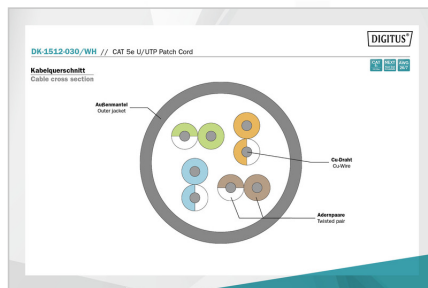 DIGITUS®
DK-1512-030/WH // CAT 5e U/UTP Patch Cord
Kabelquerschnitt
Cable cross section
Außenmantel
Outer jacket
Cu-Draht
Cu-Wire
Adernpaare
Twisted pair